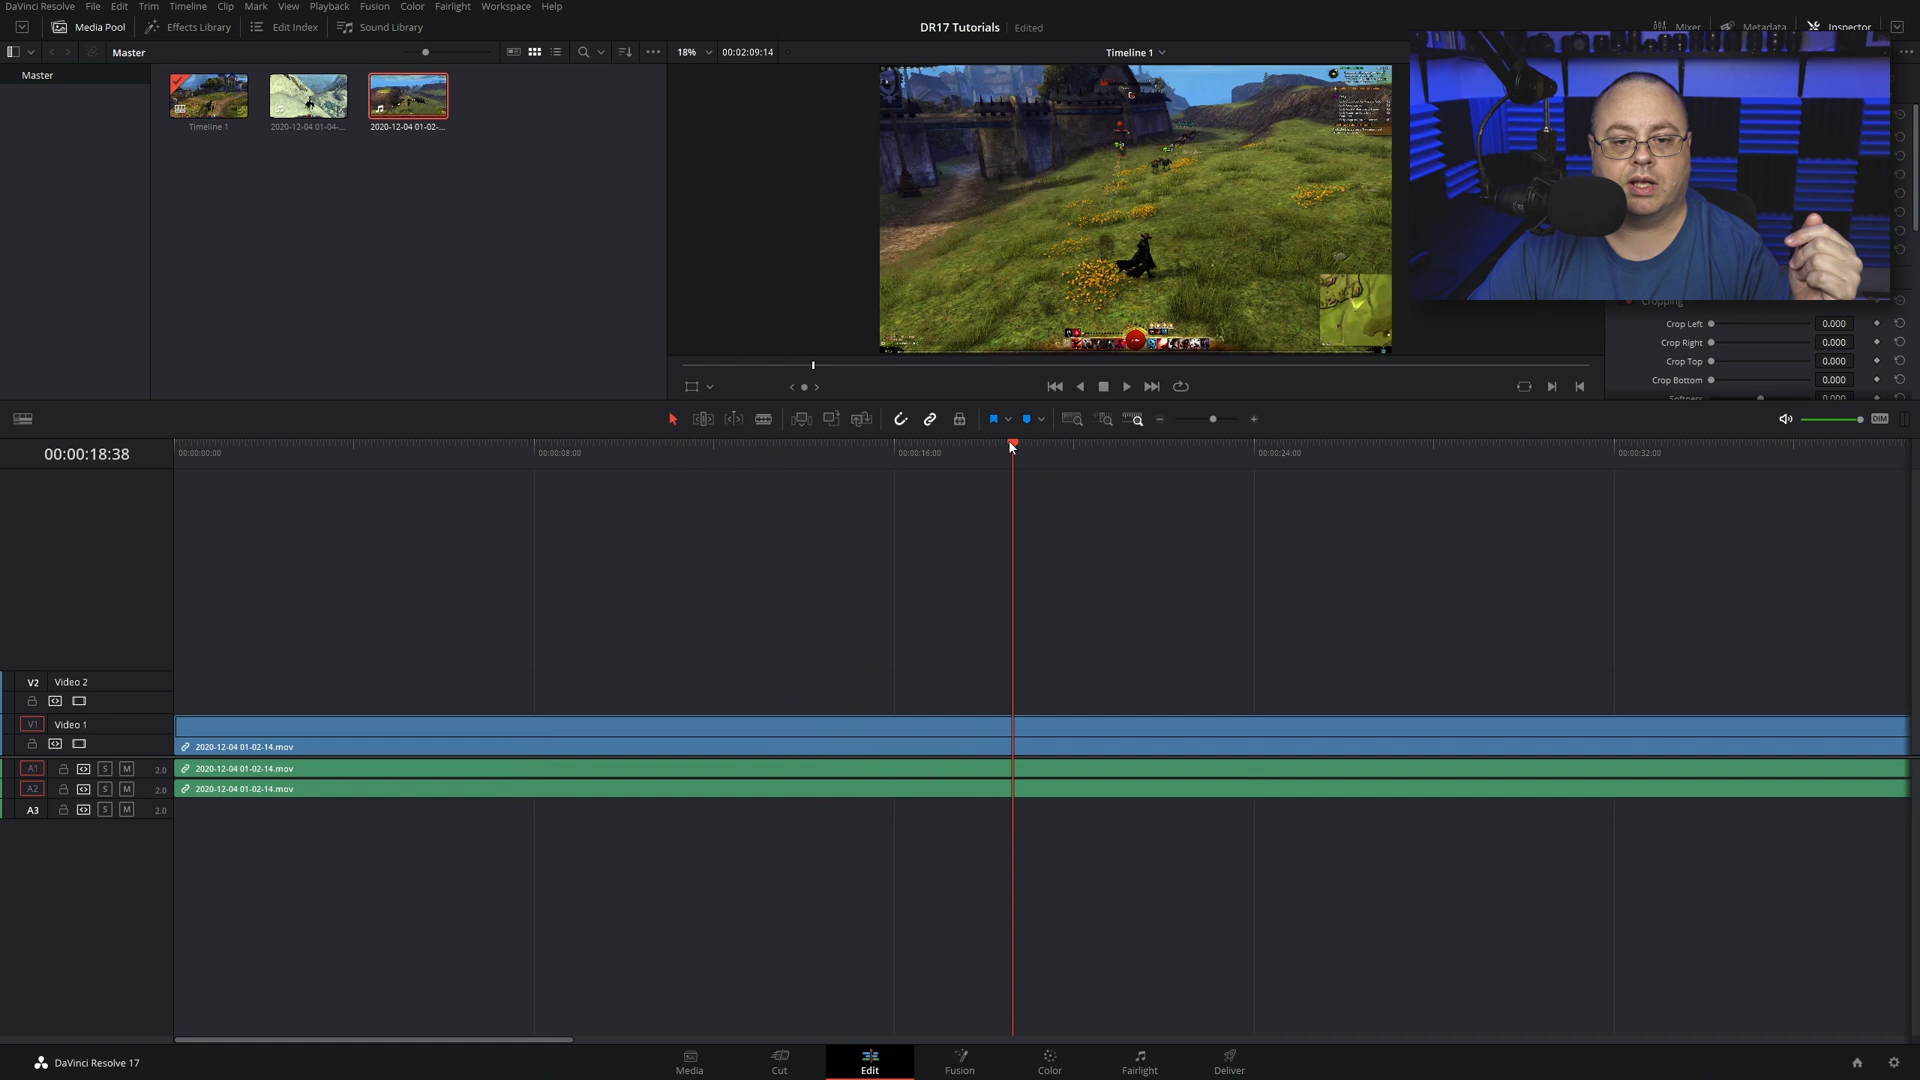 DaVinci Resolve File Edit Trim Timeline Clip Mark View Playback Fusion Color Fairlight Workspace Help
Media Pool Effects Library Edit Index Sound Library DR17 Tutorials Edited Mixer Metadata Inspector
Master 18% 00:02:09:14 Timeline 1
Master
Timeline 1 2020-12-04 01-04-... 2020-12-04 01-02-...
Cropping
Crop Left 0.000
Crop Right 0.000
Crop Top 0.000
Crop Bottom 0.000
Softness 0.000
DIM
00:00:18:38 00:00:00:00 00:00:08:00 00:00:16:00 00:00:24:00 00:00:32:00
V2 Video 2
V1 Video 1
2020-12-04 01-02-14.mov
A1 S M 2.0 2020-12-04 01-02-14.mov
A2 S M 2.0 2020-12-04 01-02-14.mov
A3 S M 2.0
DaVinci Resolve 17 Media Cut Edit Fusion Color Fairlight Deliver